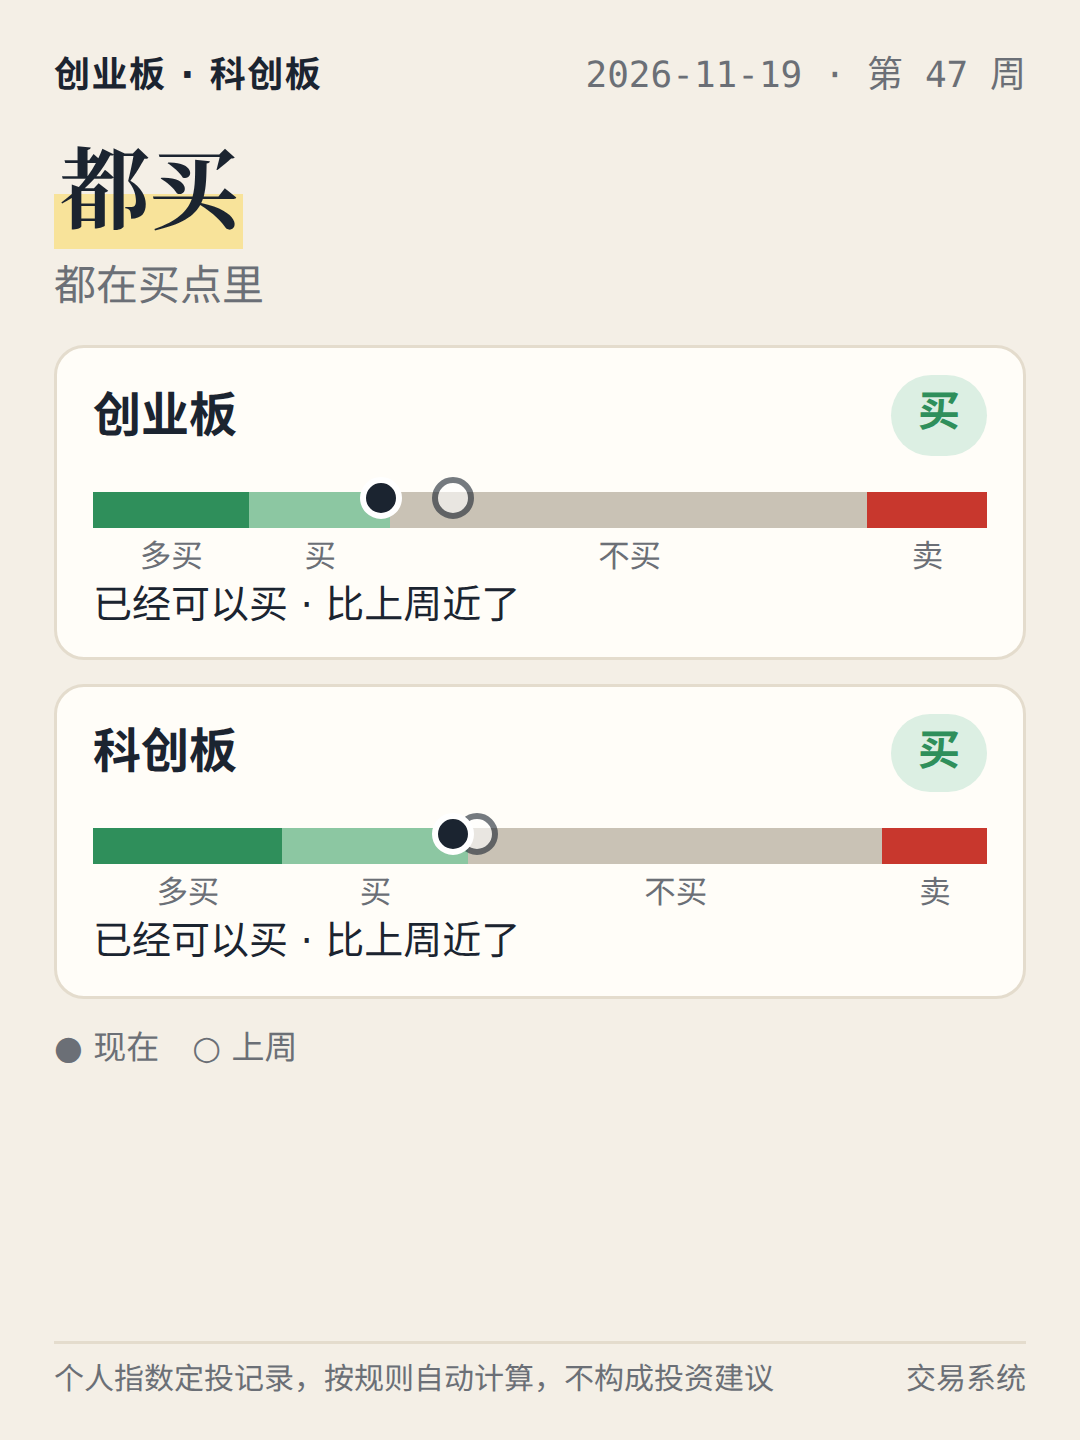 创业板 · 科创板
2026-11-19 · 第 47 周
都买
都在买点里
创业板
买
多买 买 不买 卖
已经可以买 · 比上周近了
科创板
买
多买 买 不买 卖
已经可以买 · 比上周近了
● 现在 ○ 上周
个人指数定投记录，按规则自动计算，不构成投资建议
交易系统